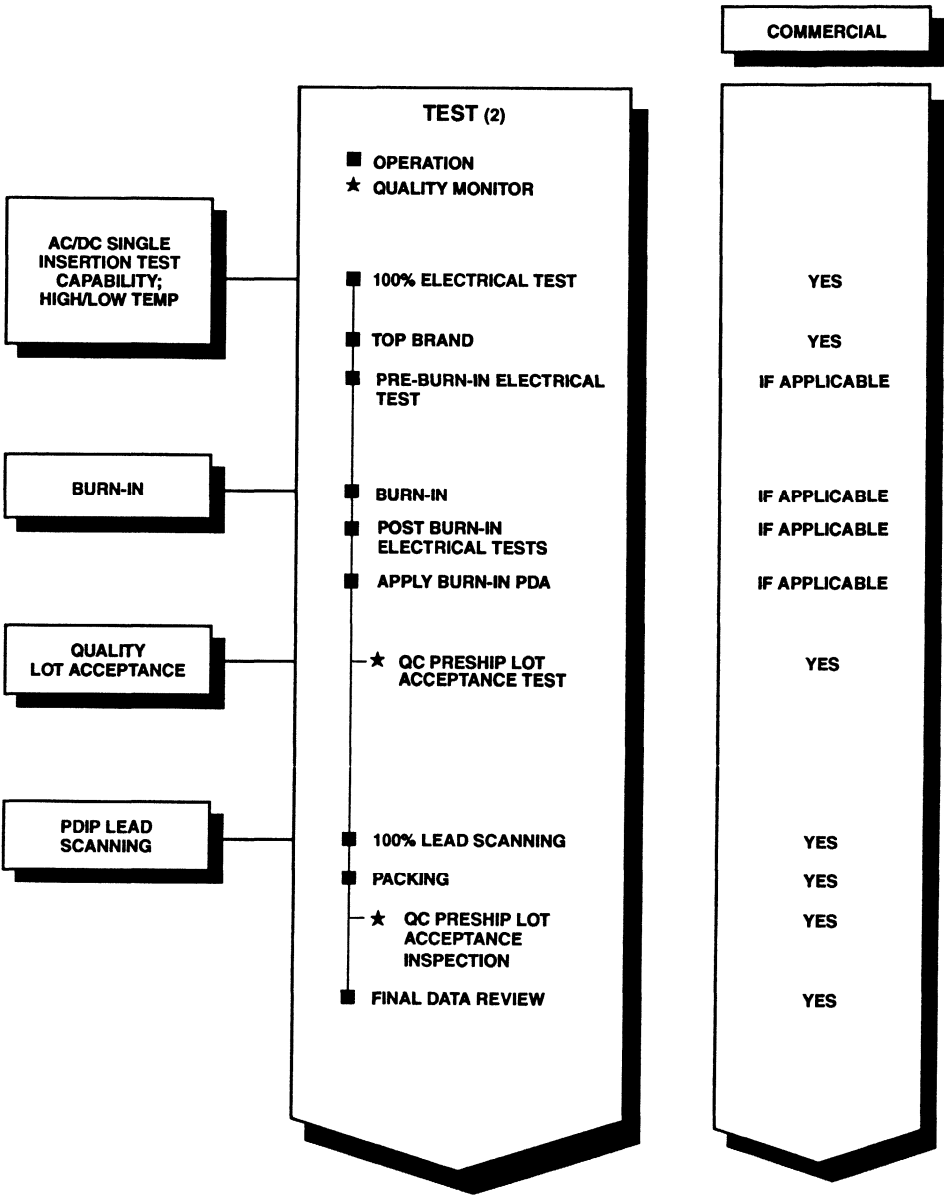 COMMERCIAL
TEST (2)
■ OPERATION
★ QUALITY MONITOR
AC/DC SINGLE
INSERTION TEST
CAPABILITY;
HIGH/LOW TEMP
100% ELECTRICAL TEST
YES
TOP BRAND
YES
PRE-BURN-IN ELECTRICAL
TEST
IF APPLICABLE
BURN-IN
BURN-IN
IF APPLICABLE
POST BURN-IN
ELECTRICAL TESTS
IF APPLICABLE
APPLY BURN-IN PDA
IF APPLICABLE
QUALITY
LOT ACCEPTANCE
QC PRESHIP LOT
ACCEPTANCE TEST
YES
PDIP LEAD
SCANNING
100% LEAD SCANNING
YES
PACKING
YES
QC PRESHIP LOT
ACCEPTANCE
INSPECTION
YES
FINAL DATA REVIEW
YES